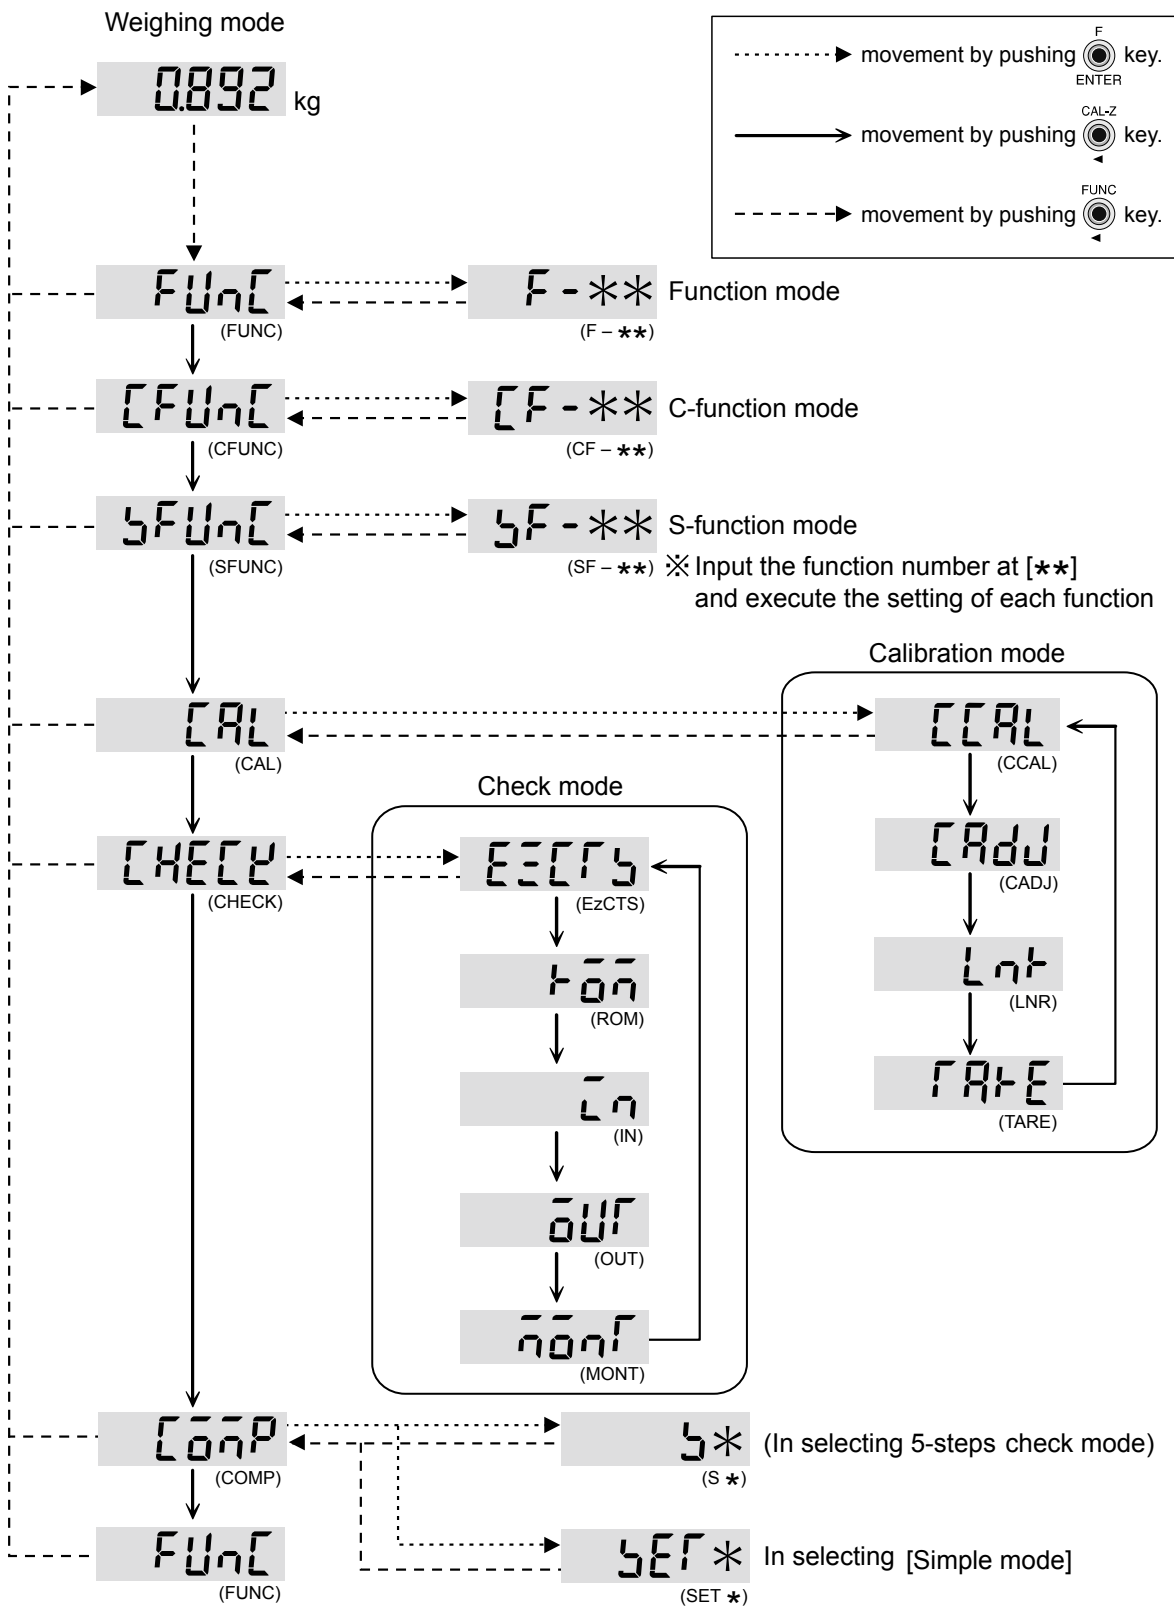 Weighing mode
F
movement by pushing key.
ENTER
CAL-Z
movement by pushing key.
FUNC
movement by pushing key.
0.892 kg
FUnC
(FUNC)
F-** Function mode
(F – **)
CFUnC
(CFUNC)
CF-** C-function mode
(CF – **)
SFUnC
(SFUNC)
SF-** S-function mode
(SF – **) ※ Input the function number at [**]
and execute the setting of each function
Calibration mode
CAL
(CAL)
CCAL
(CCAL)
CAdJ
(CADJ)
Lnr
(LNR)
TArE
(TARE)
Check mode
CHECK
(CHECK)
EzCTS
(EzCTS)
rom
(ROM)
in
(IN)
oUT
(OUT)
monT
(MONT)
ComP
(COMP)
S* (In selecting 5-steps check mode)
(S *)
FUnC
(FUNC)
SET* In selecting [Simple mode]
(SET *)